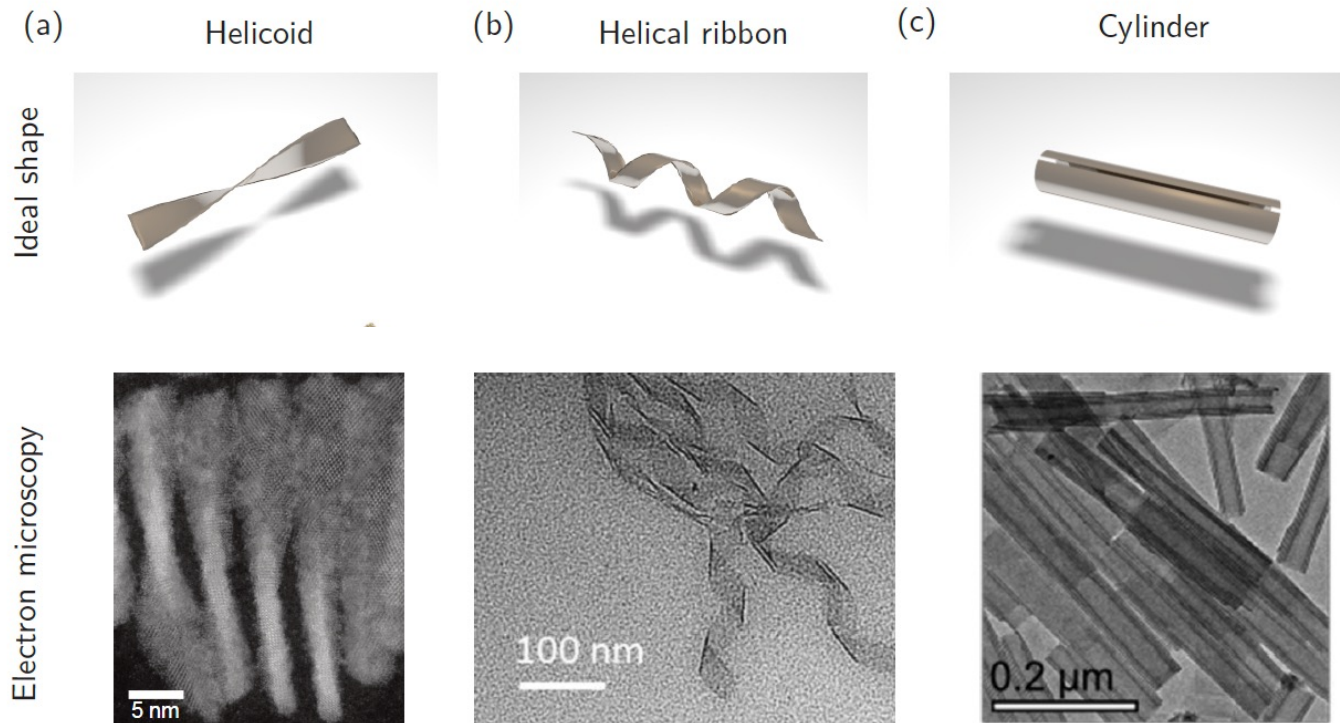 (a)
Helicoid
(b)
Helical ribbon
(c)
Cylinder
Ideal shape
Electron microscopy
5 nm
100 nm
0.2 μm